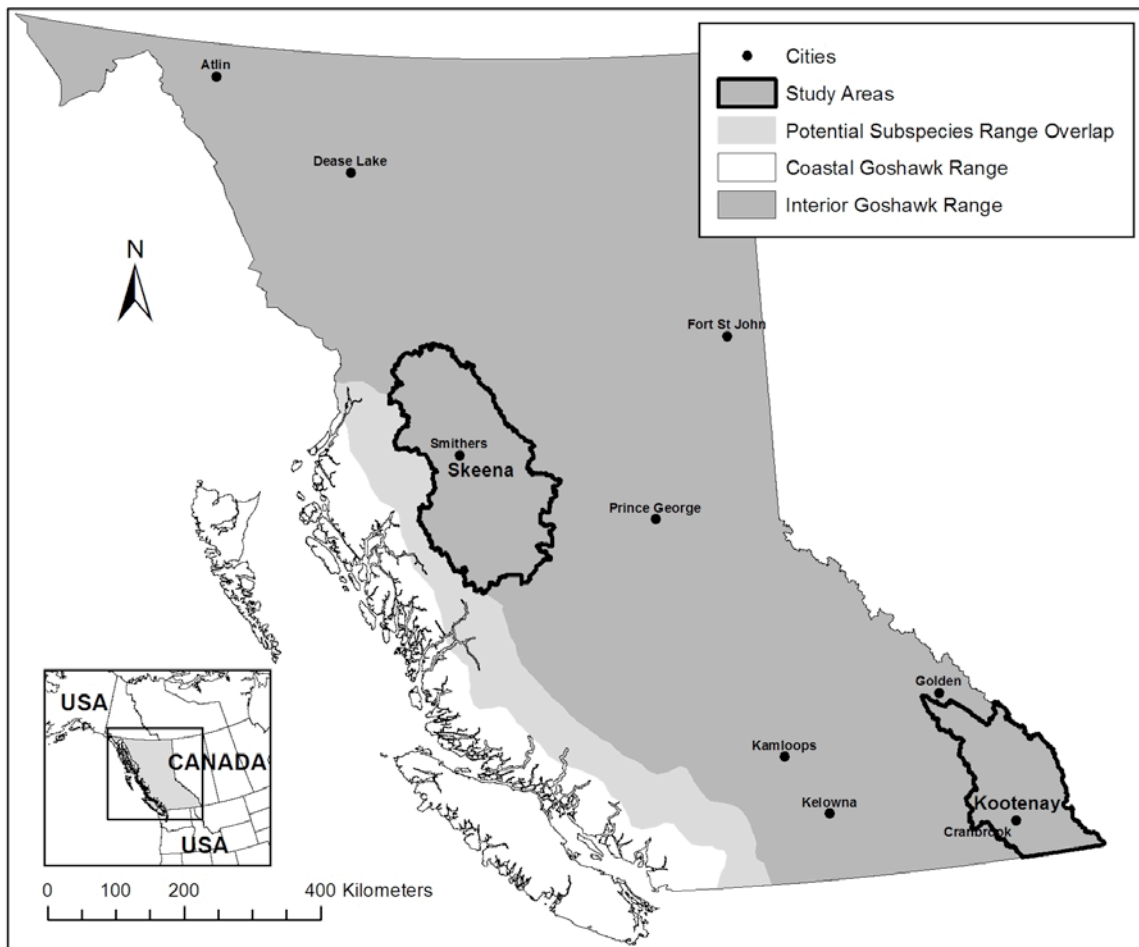 Cities
Study Areas
Potential Subspecies Range Overlap
Coastal Goshawk Range
Interior Goshawk Range
Atlin
Dease Lake
N
Fort St John
Smithers
Skeena
Prince George
Golden
Kamloops
Kelowna
Kootenay
Cranbrook
USA
CANADA
USA
0 100 200 400 Kilometers